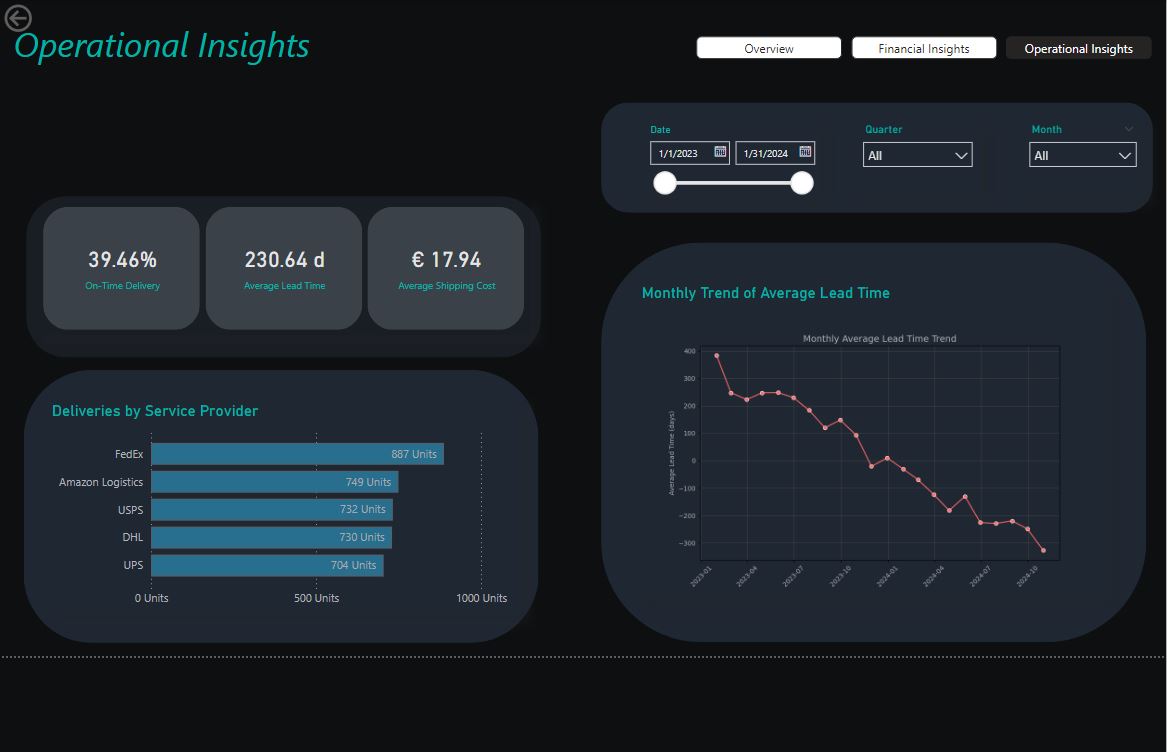 Operational Insights
Overview
Financial Insights
Operational Insights
Date
Quarter
Month
1/1/2023
1/31/2024
All
All
39.46%
On-Time Delivery
230.64 d
Average Lead Time
€ 17.94
Average Shipping Cost
Deliveries by Service Provider
FedEx
887 Units
Amazon Logistics
749 Units
USPS
732 Units
DHL
730 Units
UPS
704 Units
0 Units
500 Units
1000 Units
Monthly Trend of Average Lead Time
Monthly Average Lead Time Trend
Average Lead Time (days)
400
300
200
100
0
−100
−200
−300
2023-01
2023-04
2023-07
2023-10
2024-01
2024-04
2024-07
2024-10